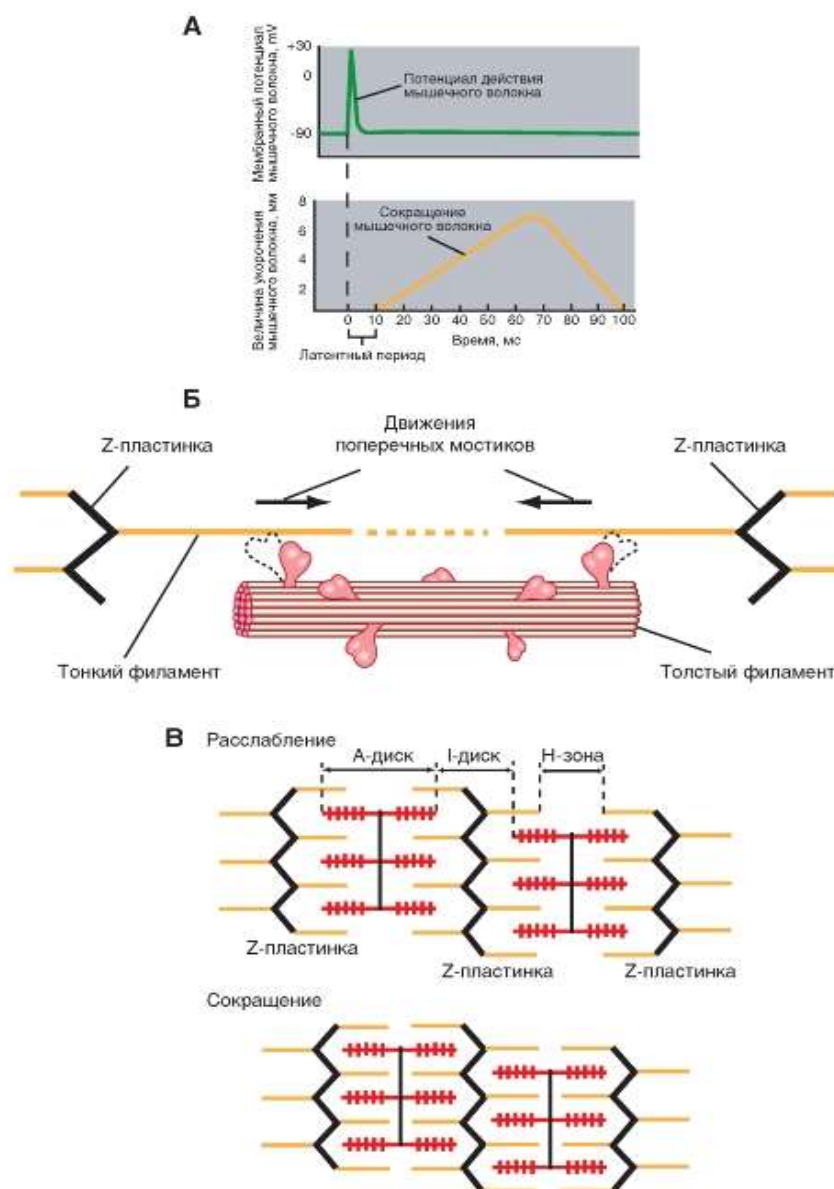 А
Мембранный потенциал
мышечного волокна, mV
+30
0
-90
Потенциал действия
мышечного волокна
Величина укорочения
мышечного волокна, мм
8
6
4
2
Сокращение
мышечного волокна
0 10 20 30 40 50 60 70 80 90 100
Время, мс
Латентный период
Б
Движения
поперечных мостиков
Z-пластинка
Z-пластинка
Тонкий филамент
Толстый филамент
В
Расслабление
А-диск
I-диск
Н-зона
Z-пластинка
Z-пластинка
Z-пластинка
Сокращение